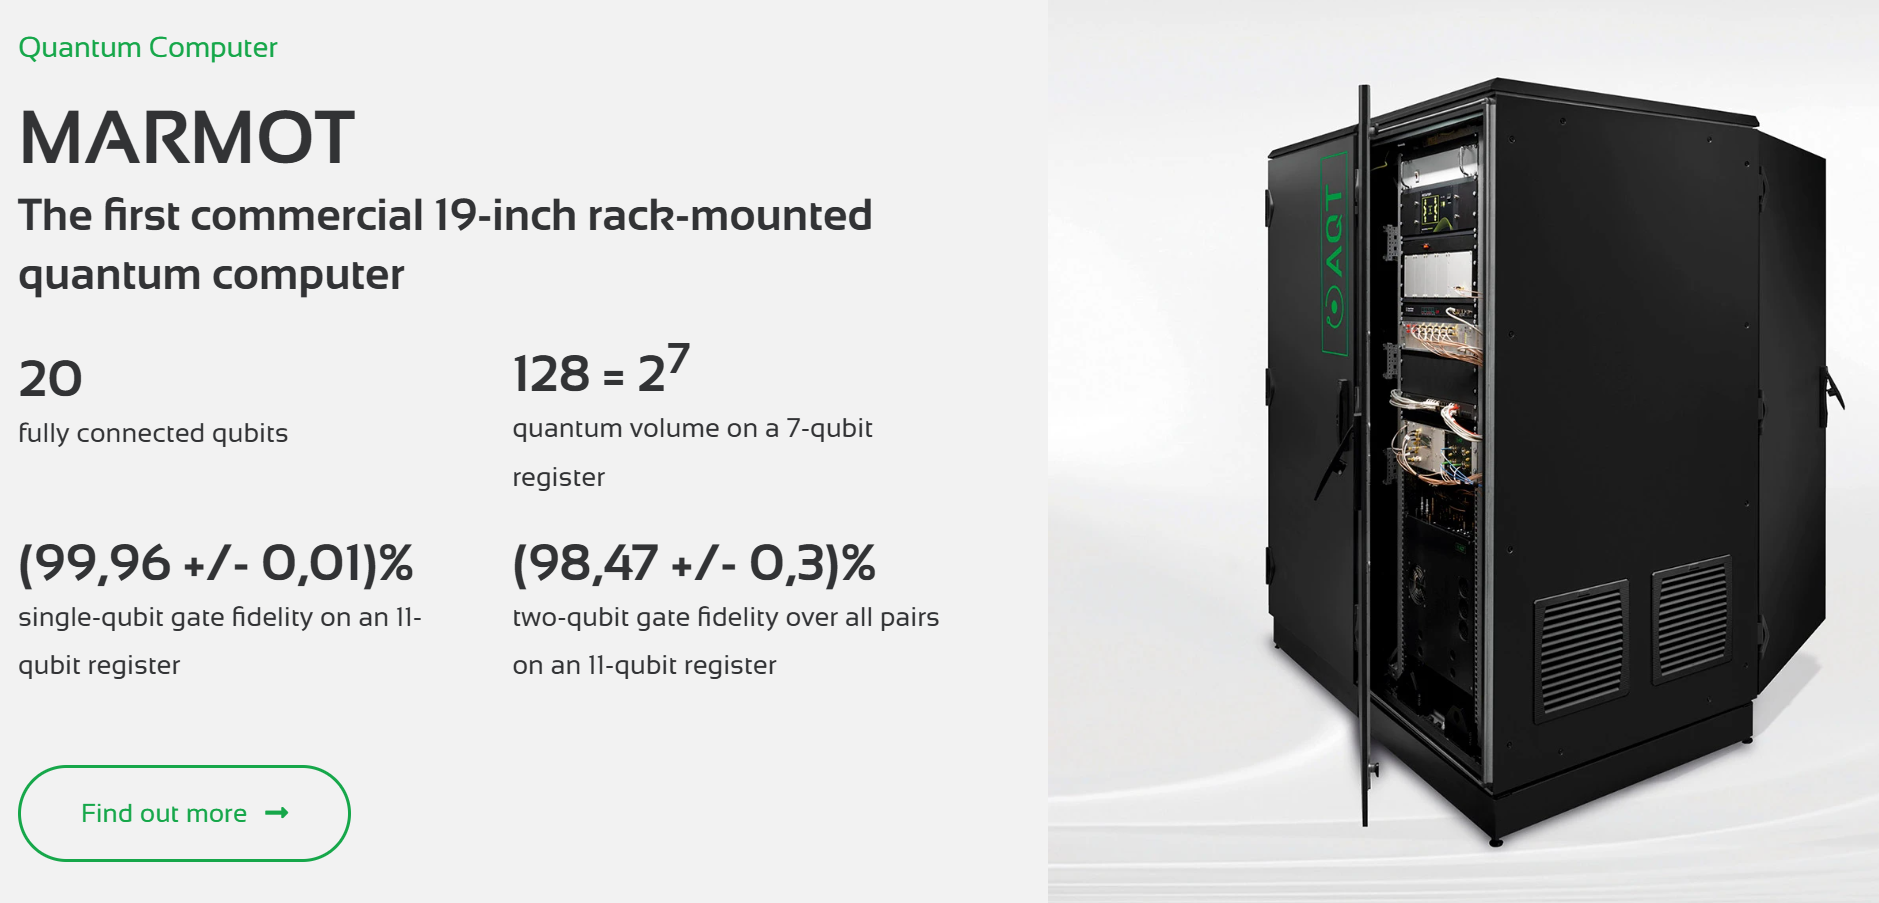 Quantum Computer
MARMOT
The first commercial 19-inch rack-mounted
quantum computer
20
fully connected qubits
128 = 2⁷
quantum volume on a 7-qubit
register
(99,96 +/- 0,01)%
single-qubit gate fidelity on an 11-
qubit register
(98,47 +/- 0,3)%
two-qubit gate fidelity over all pairs
on an 11-qubit register
Find out more →
AQT